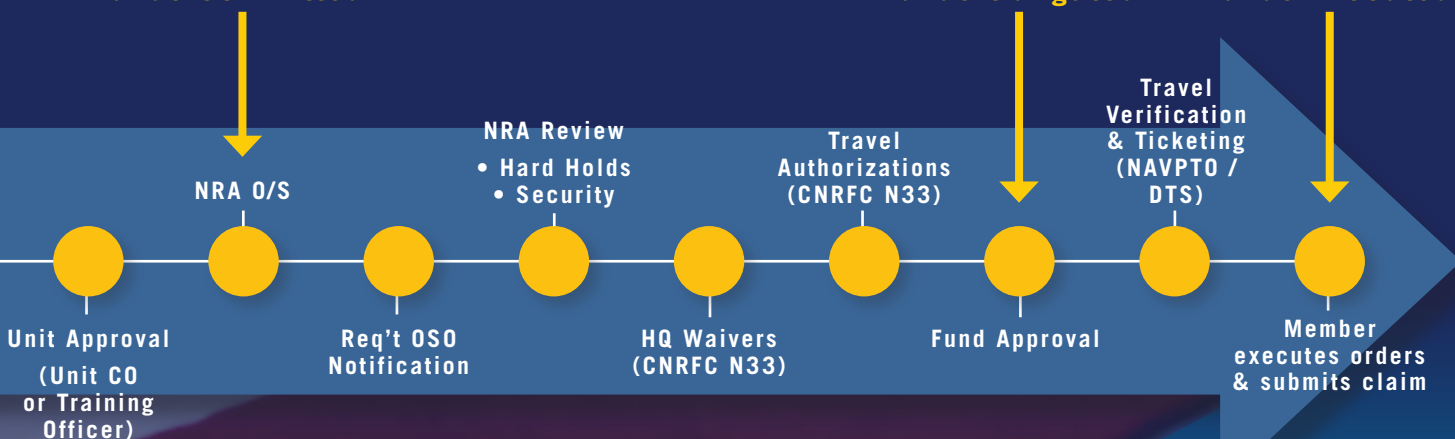 NRA O/S
NRA Review
• Hard Holds
• Security
Travel
Authorizations
(CNRFC N33)
Travel
Verification
& Ticketing
(NAVPTO /
DTS)
Unit Approval
(Unit CO
or Training
Officer)
Req't OSO
Notification
HQ Waivers
(CNRFC N33)
Fund Approval
Member
executes orders
& submits claim